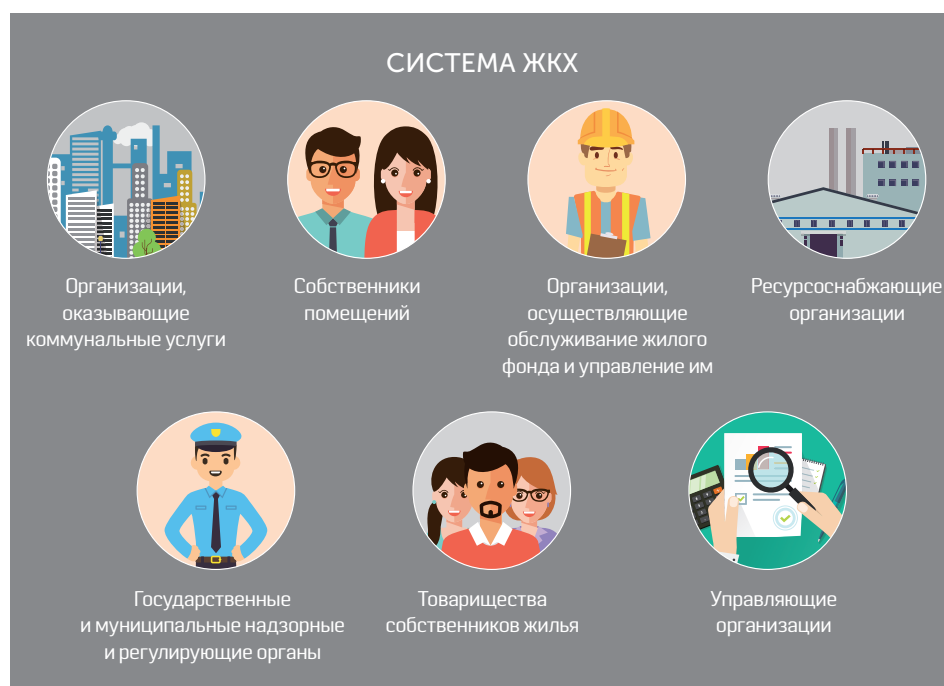 СИСТЕМА ЖКХ
Организации,
оказывающие
коммунальные услуги
Собственники
помещений
Организации,
осуществляющие
обслуживание жилого
фонда и управление им
Ресурсоснабжающие
организации
Государственные
и муниципальные надзорные
и регулирующие органы
Товарищества
собственников жилья
Управляющие
организации